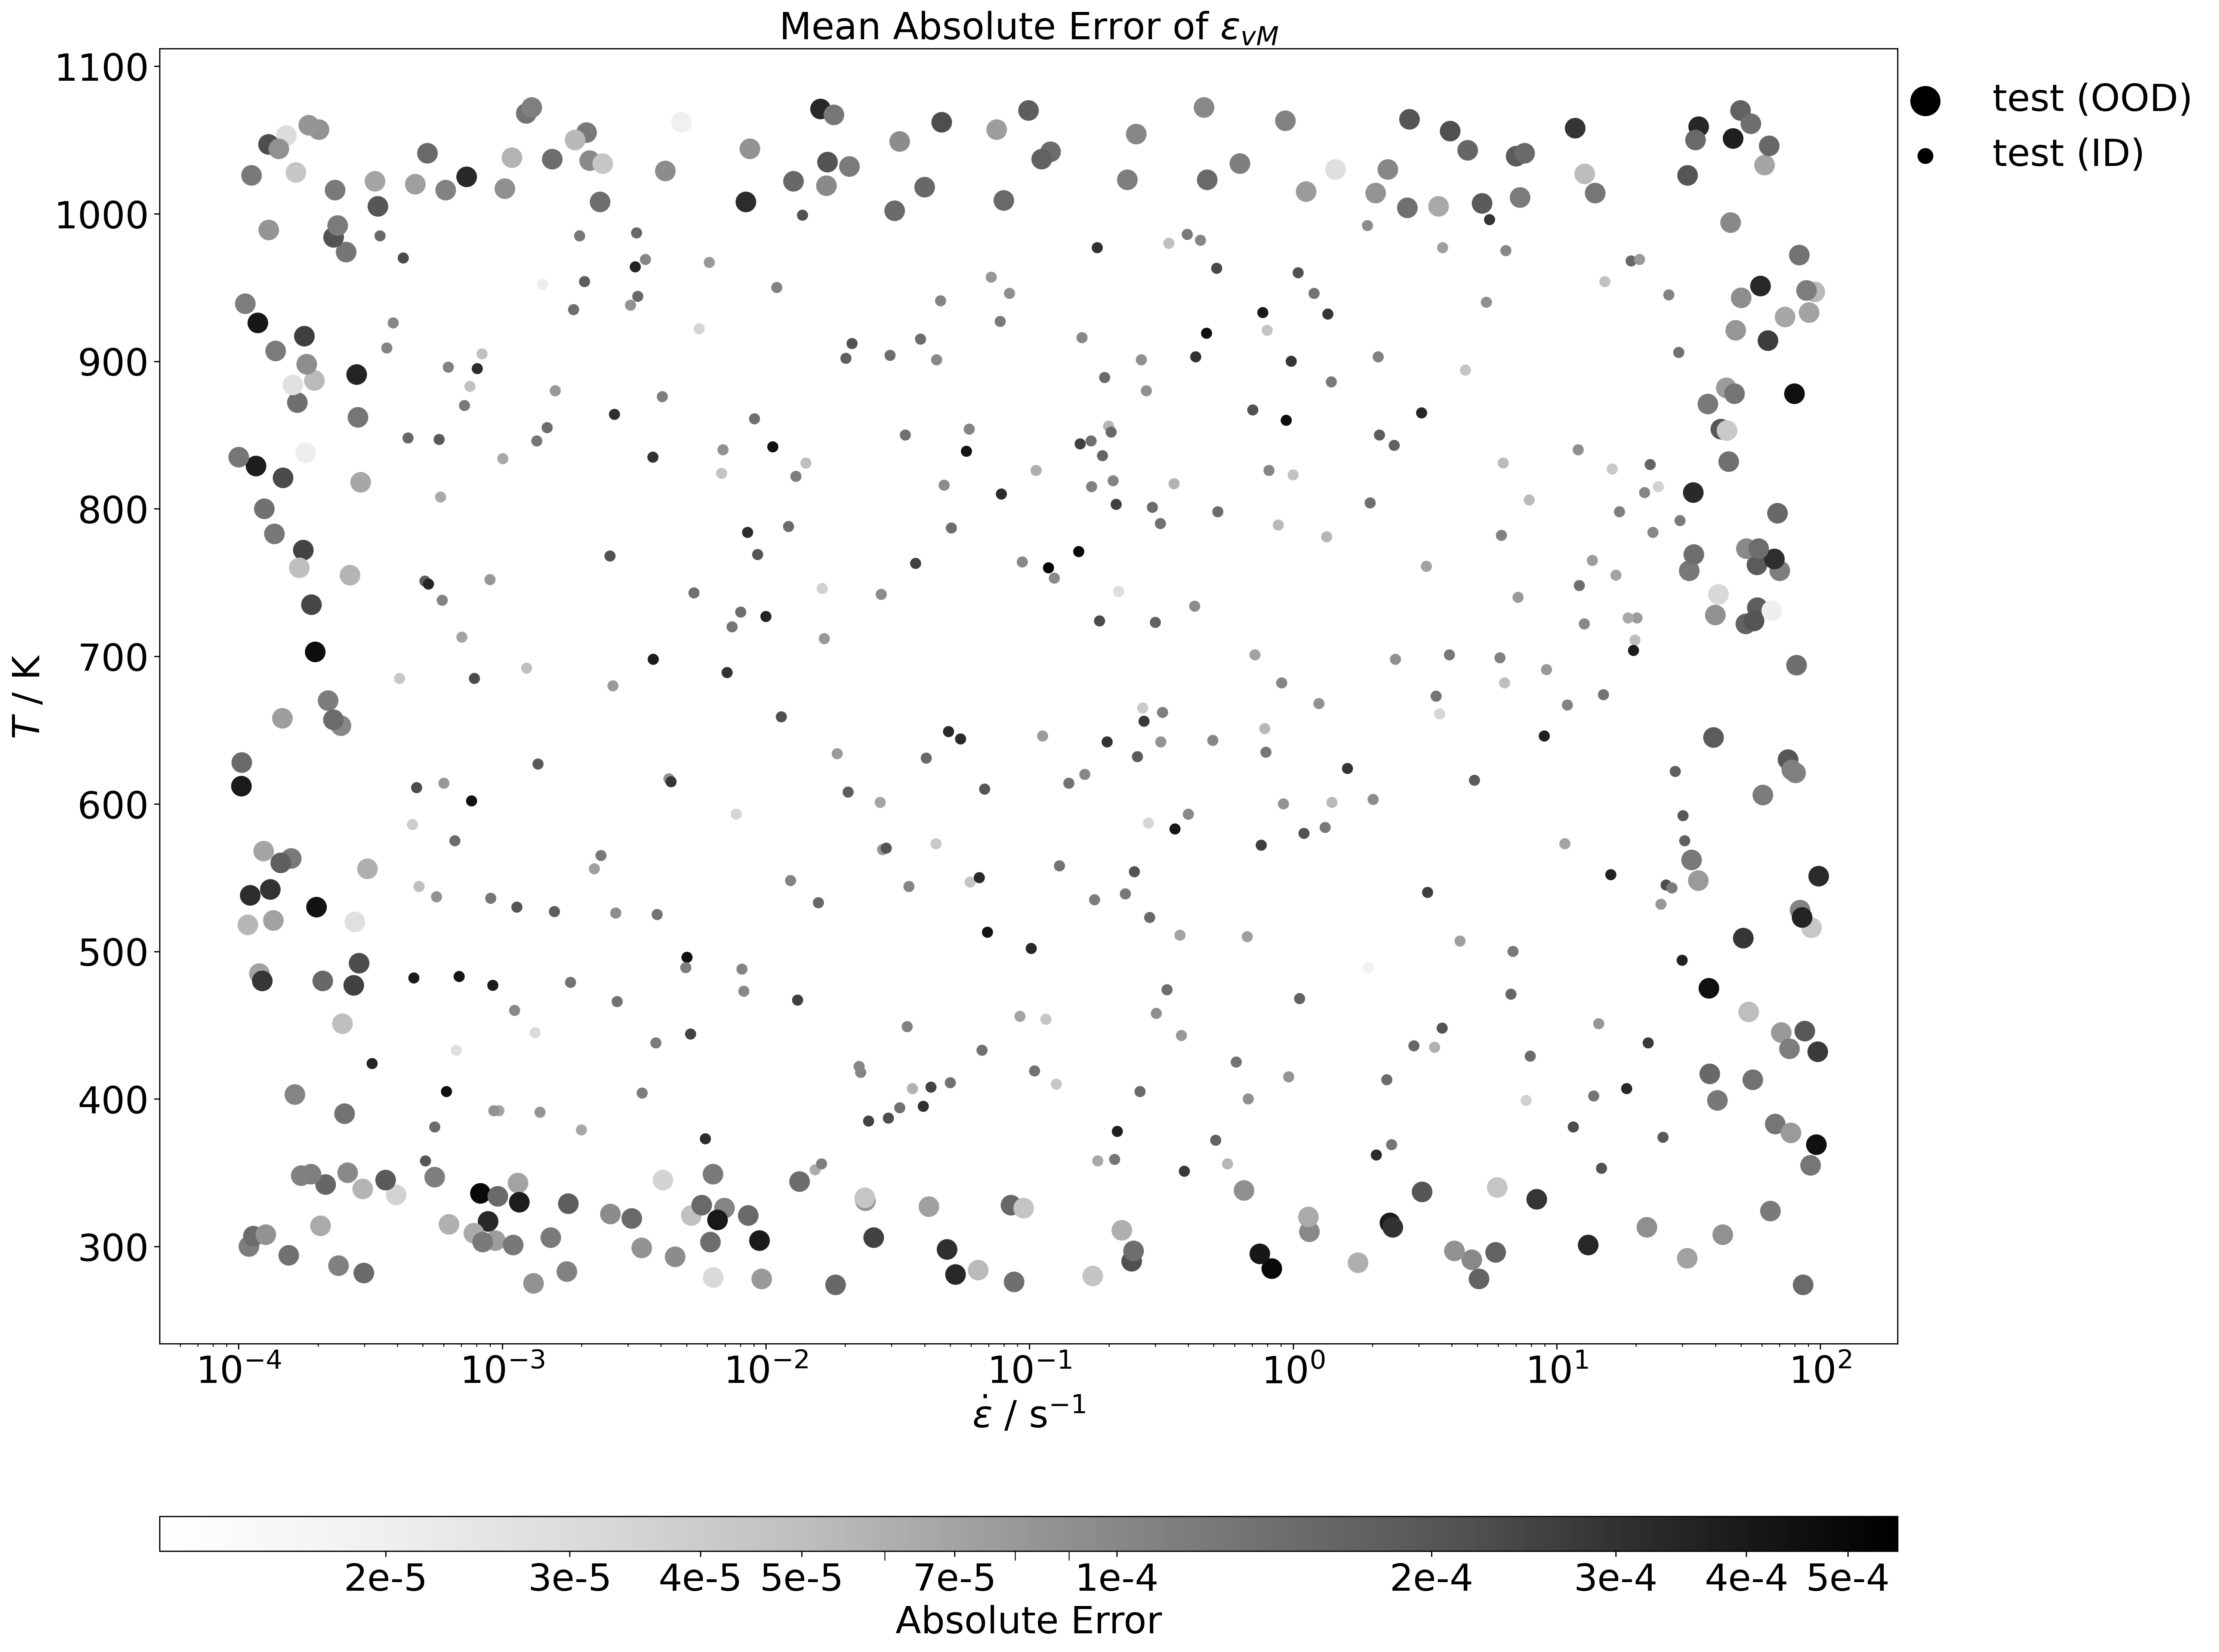 Mean Absolute Error of ε_vM
1100
1000
900
800
700
600
500
400
300
T / K
10⁻⁴ 10⁻³ 10⁻² 10⁻¹ 10⁰ 10¹ 10²
ε̇ / s⁻¹
test (OOD)
test (ID)
2e-5 3e-5 4e-5 5e-5 7e-5 1e-4 2e-4 3e-4 4e-4 5e-4
Absolute Error